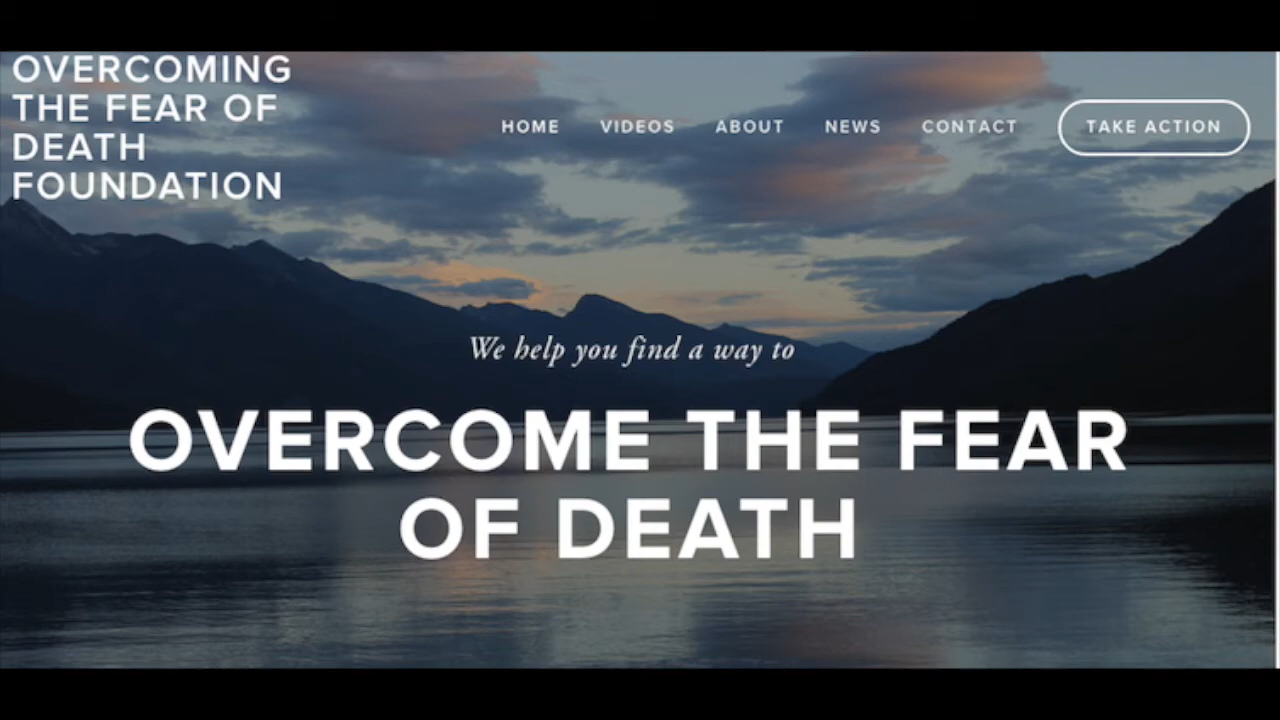 OVERCOMING
THE FEAR OF
DEATH
FOUNDATION
HOME VIDEOS ABOUT NEWS CONTACT TAKE ACTION
We help you find a way to
OVERCOME THE FEAR
OF DEATH